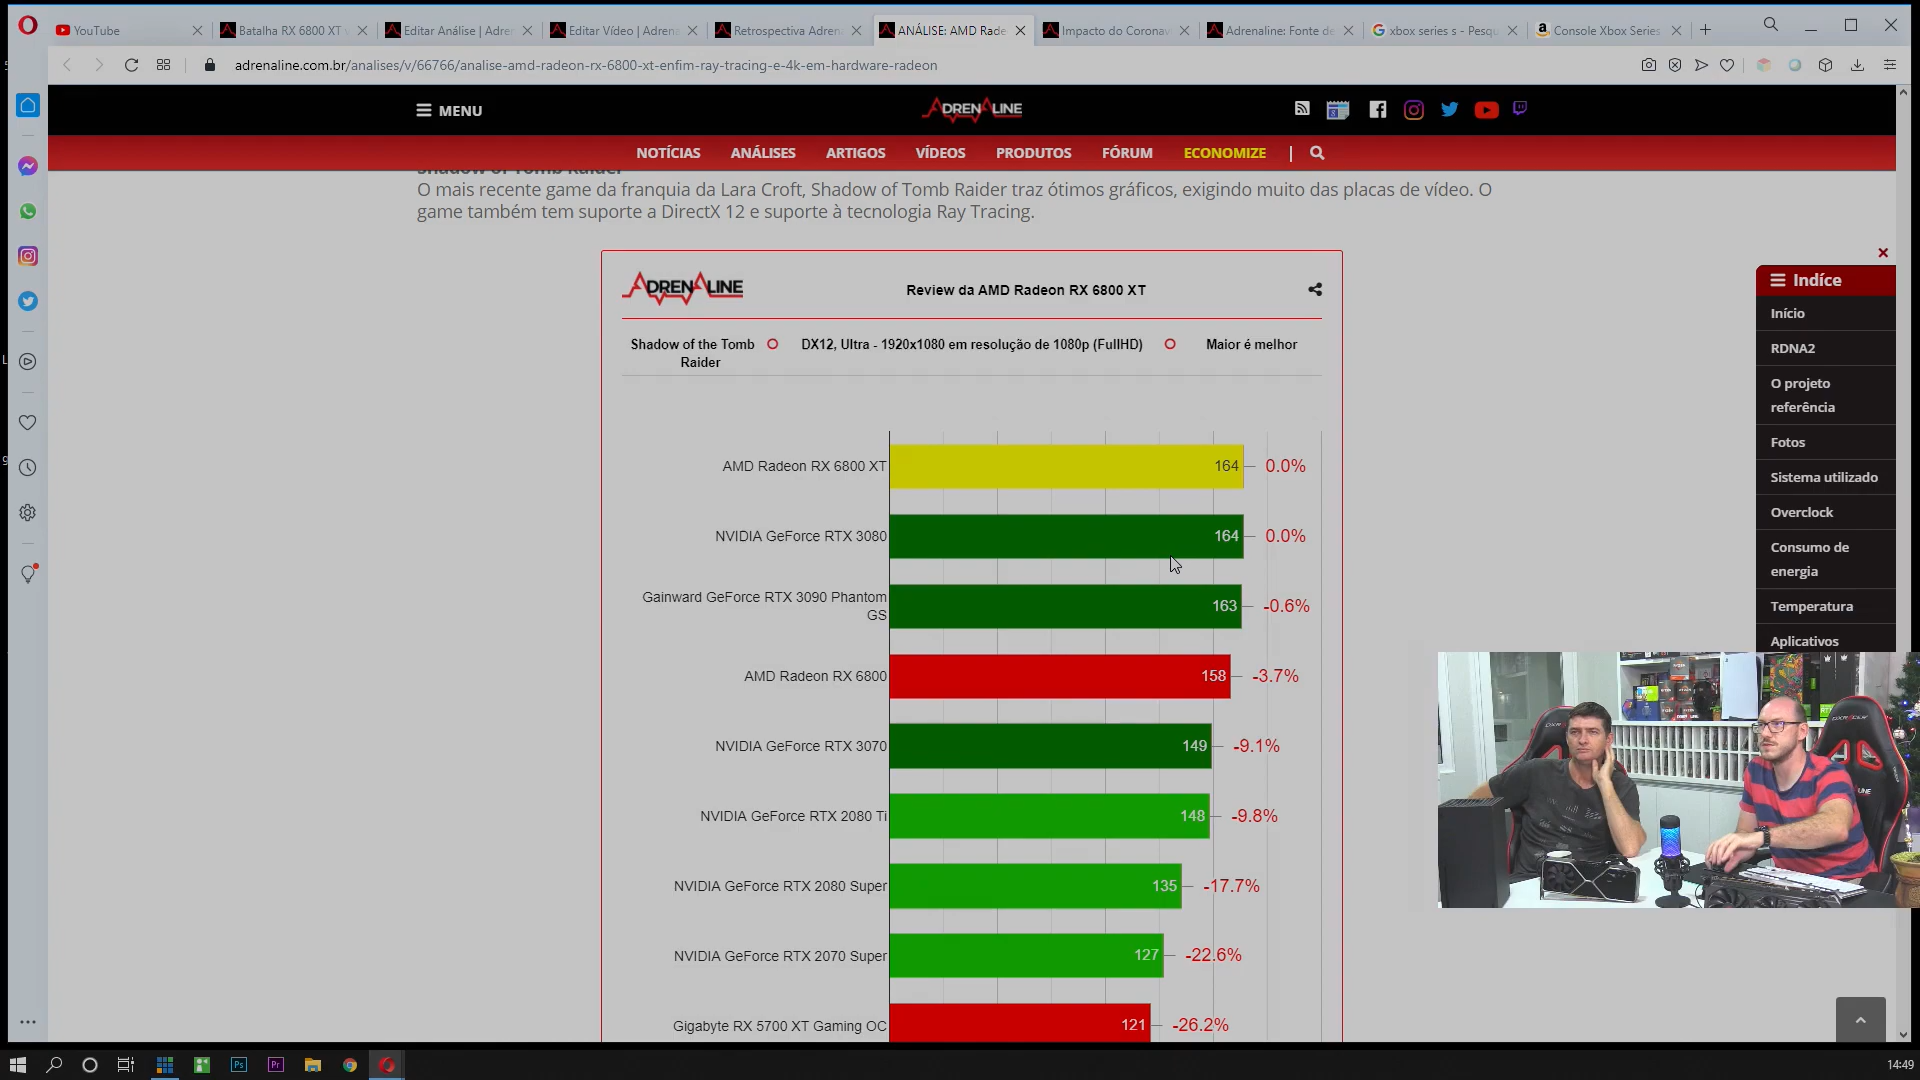 YouTube
Batalha RX 6800 XT
Editar Análise | Adren
Editar Vídeo | Adrena
Retrospectiva Adren
ANÁLISE: AMD Rade
Impacto do Coronav
Adrenaline: Fonte de
xbox series s - Pesqu
Console Xbox Series
adrenaline.com.br/analises/v/66766/analise-amd-radeon-rx-6800-xt-enfim-ray-tracing-e-4k-em-hardware-radeon
MENU
ADRENALINE
NOTÍCIAS
ANÁLISES
ARTIGOS
VÍDEOS
PRODUTOS
FÓRUM
ECONOMIZE
Shadow of Tomb Raider
O mais recente game da franquia da Lara Croft, Shadow of Tomb Raider traz ótimos gráficos, exigindo muito das placas de vídeo. O
game também tem suporte a DirectX 12 e suporte à tecnologia Ray Tracing.
ADRENALINE
Review da AMD Radeon RX 6800 XT
Shadow of the Tomb
Raider
DX12, Ultra - 1920x1080 em resolução de 1080p (FullHD)
Maior é melhor
AMD Radeon RX 6800 XT 164 0.0%
NVIDIA GeForce RTX 3080 164 0.0%
Gainward GeForce RTX 3090 Phantom
GS 163 -0.6%
AMD Radeon RX 6800 158 -3.7%
NVIDIA GeForce RTX 3070 149 -9.1%
NVIDIA GeForce RTX 2080 Ti 148 -9.8%
NVIDIA GeForce RTX 2080 Super 135 -17.7%
NVIDIA GeForce RTX 2070 Super 127 -22.6%
Gigabyte RX 5700 XT Gaming OC 121 -26.2%
Indíce
Início
RDNA2
O projeto
referência
Fotos
Sistema utilizado
Overclock
Consumo de
energia
Temperatura
Aplicativos
Ps
Pr
14:49